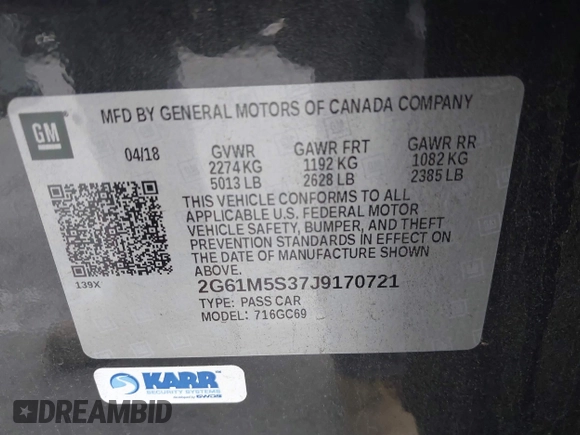 GM
MFD BY GENERAL MOTORS OF CANADA COMPANY
04/18 GVWR GAWR FRT GAWR RR
2274 KG 1192 KG 1082 KG
5013 LB 2628 LB 2385 LB
THIS VEHICLE CONFORMS TO ALL
APPLICABLE U.S. FEDERAL MOTOR
VEHICLE SAFETY, BUMPER, AND THEFT
PREVENTION STANDARDS IN EFFECT ON
THE DATE OF MANUFACTURE SHOWN
ABOVE.
139X
2G61M5S37J9170721
TYPE: PASS CAR
MODEL: 716GC69
KARR
SECURITY SYSTEMS
DREAMBID